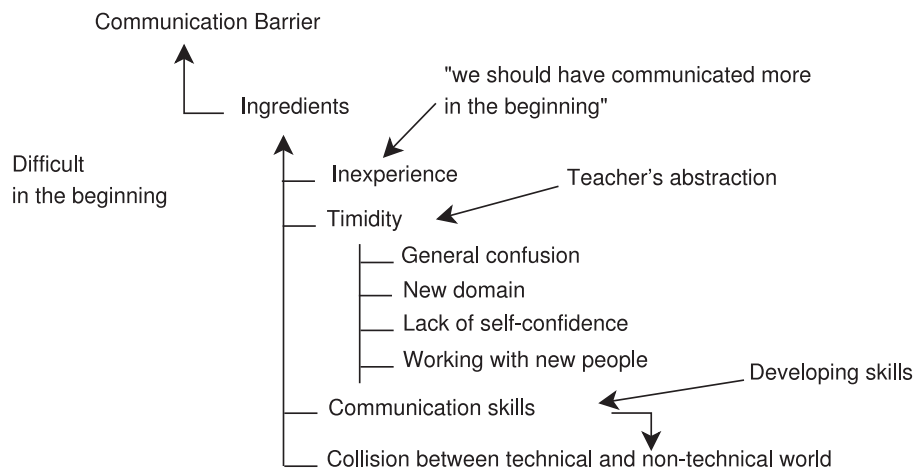 Communication Barrier
"we should have communicated more
in the beginning"
Ingredients
Difficult
in the beginning
Inexperience
Teacher's abstraction
Timidity
General confusion
New domain
Lack of self-confidence
Working with new people
Developing skills
Communication skills
Collision between technical and non-technical world